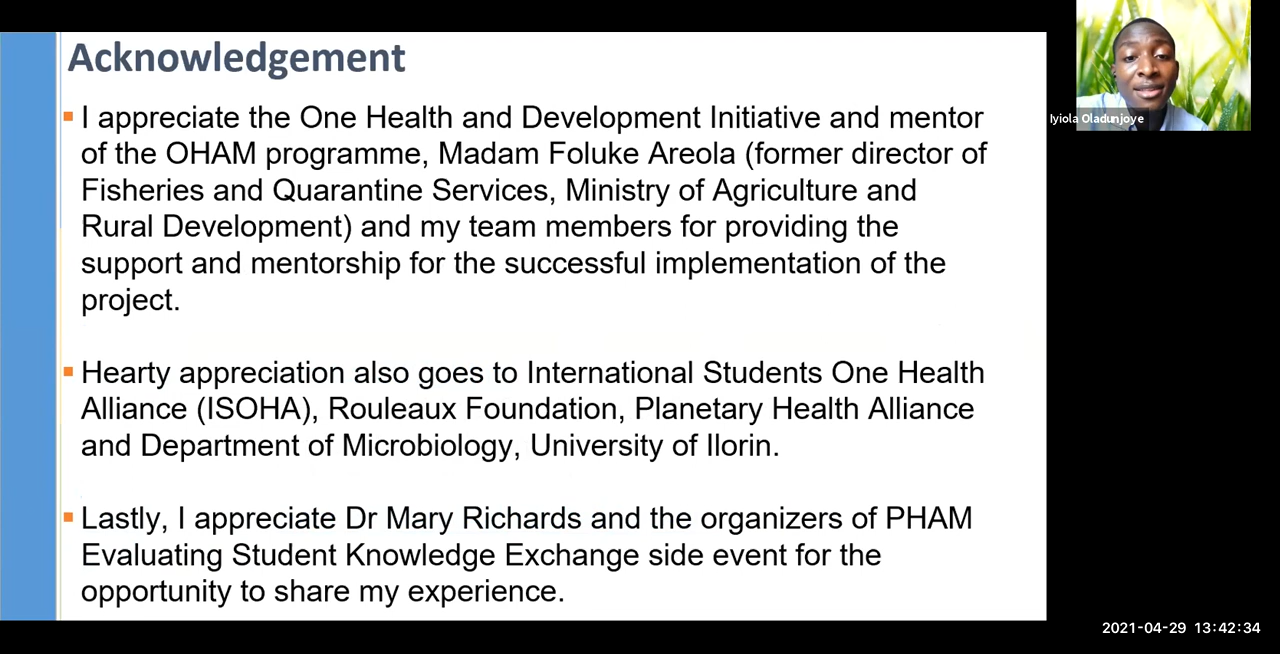 Acknowledgement
▪ I appreciate the One Health and Development Initiative and mentor
of the OHAM programme, Madam Foluke Areola (former director of
Fisheries and Quarantine Services, Ministry of Agriculture and
Rural Development) and my team members for providing the
support and mentorship for the successful implementation of the
project.
▪ Hearty appreciation also goes to International Students One Health
Alliance (ISOHA), Rouleaux Foundation, Planetary Health Alliance
and Department of Microbiology, University of Ilorin.
▪ Lastly, I appreciate Dr Mary Richards and the organizers of PHAM
Evaluating Student Knowledge Exchange side event for the
opportunity to share my experience.
Iyiola Oladunjoye
2021-04-29 13:42:34